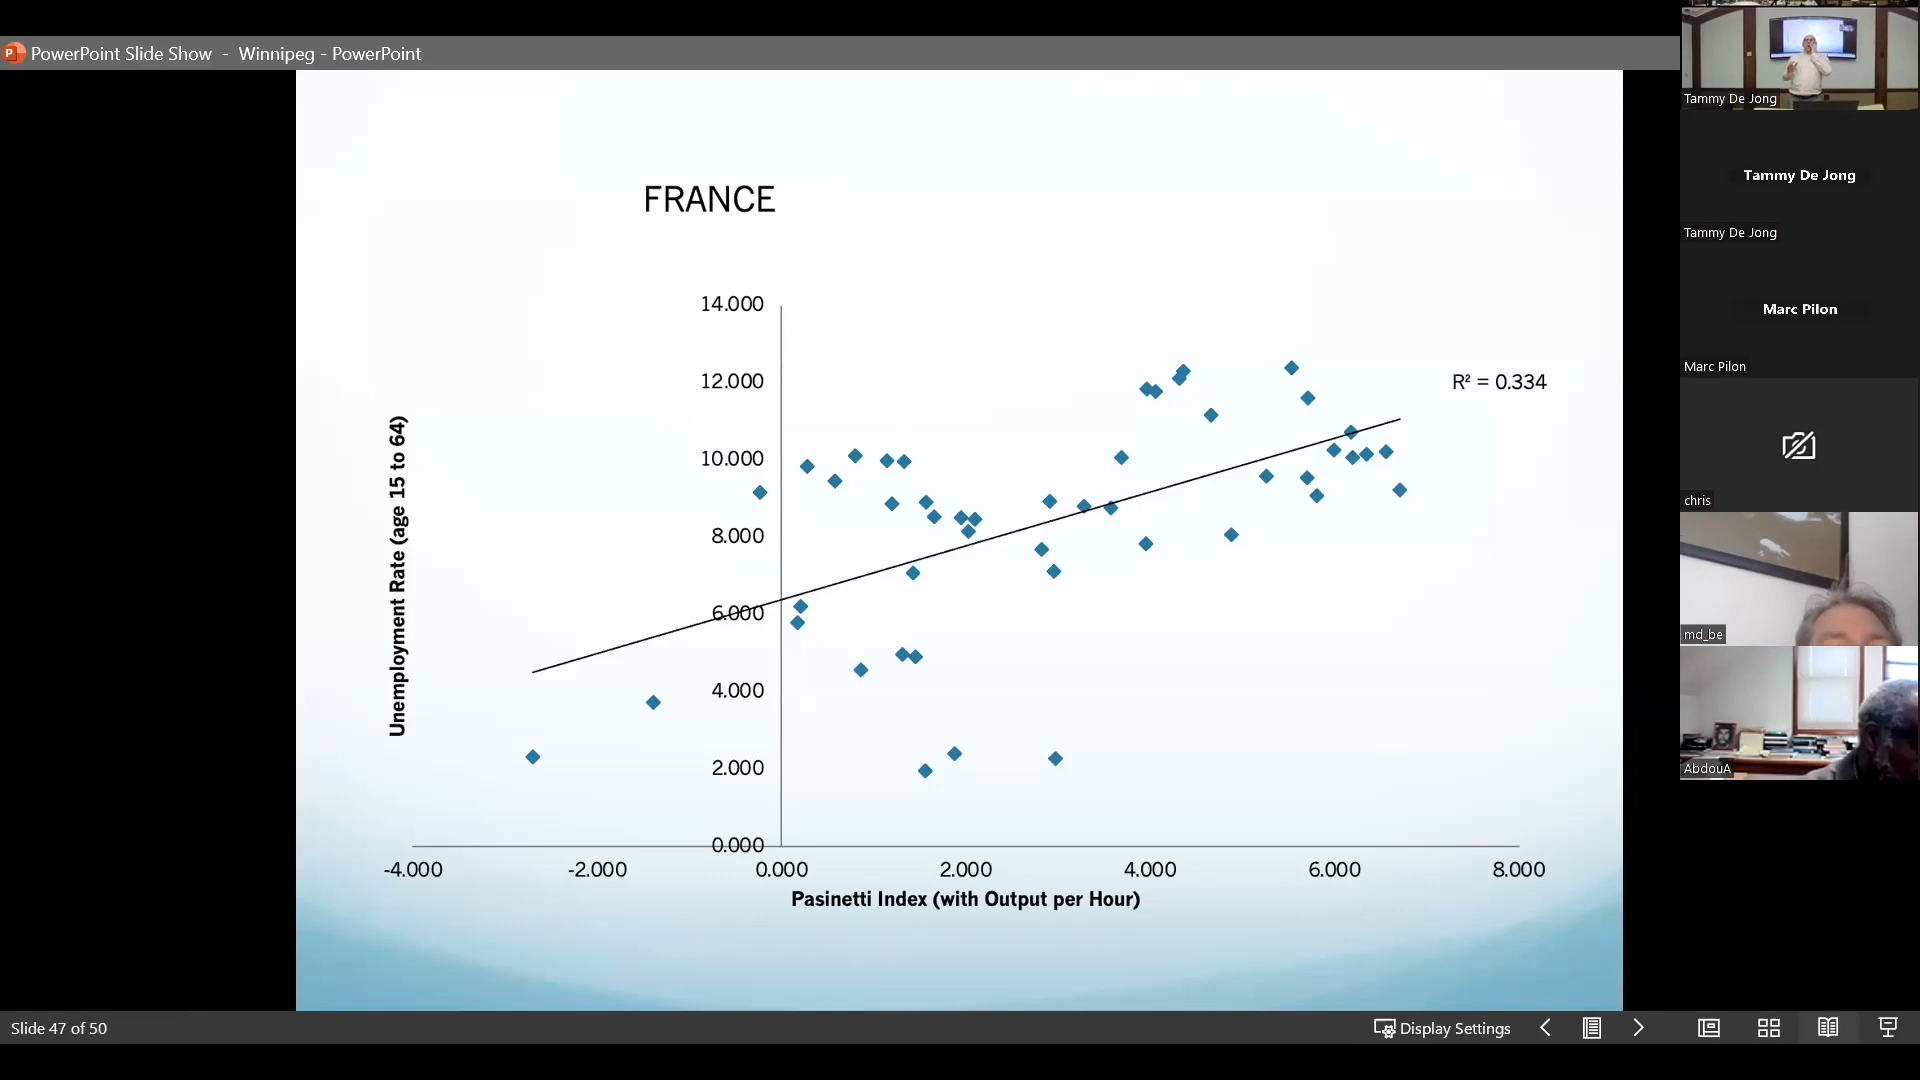 PowerPoint Slide Show - Winnipeg - PowerPoint
FRANCE
14.000
12.000
10.000
8.000
6.000
4.000
2.000
0.000
Unemployment Rate (age 15 to 64)
R² = 0.334
-4.000 -2.000 0.000 2.000 4.000 6.000 8.000
Pasinetti Index (with Output per Hour)
Slide 47 of 50
Display Settings
Tammy De Jong
Tammy De Jong
Tammy De Jong
Marc Pilon
Marc Pilon
chris
md_be
AbdouA